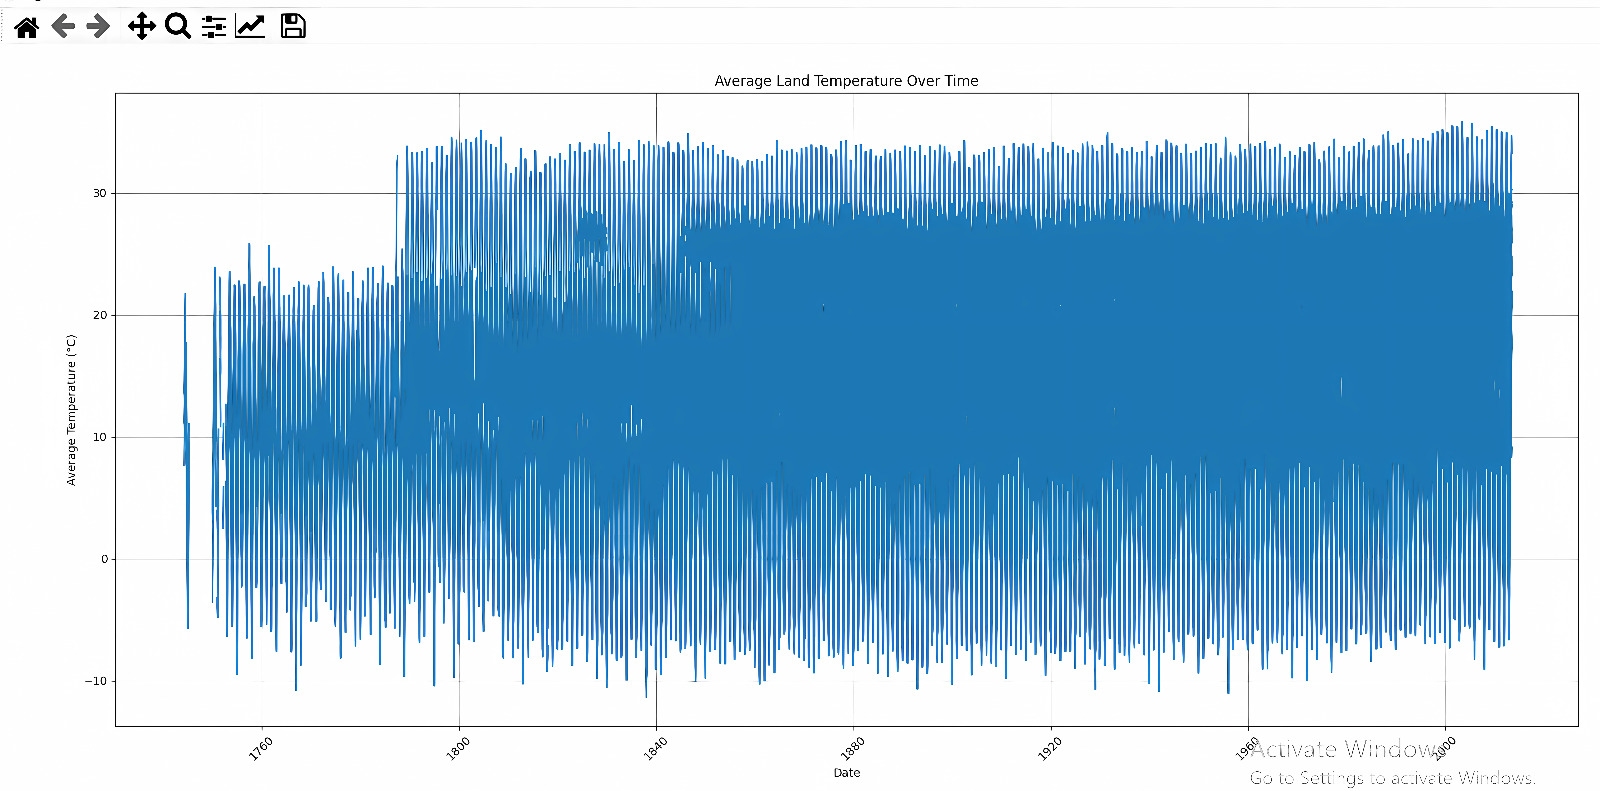 Average Land Temperature Over Time
Average Temperature (°C)
30
20
10
0
−10
1760
1800
1840
1880
1920
1960
2000
Date
Activate Windows
Go to Settings to activate Windows.